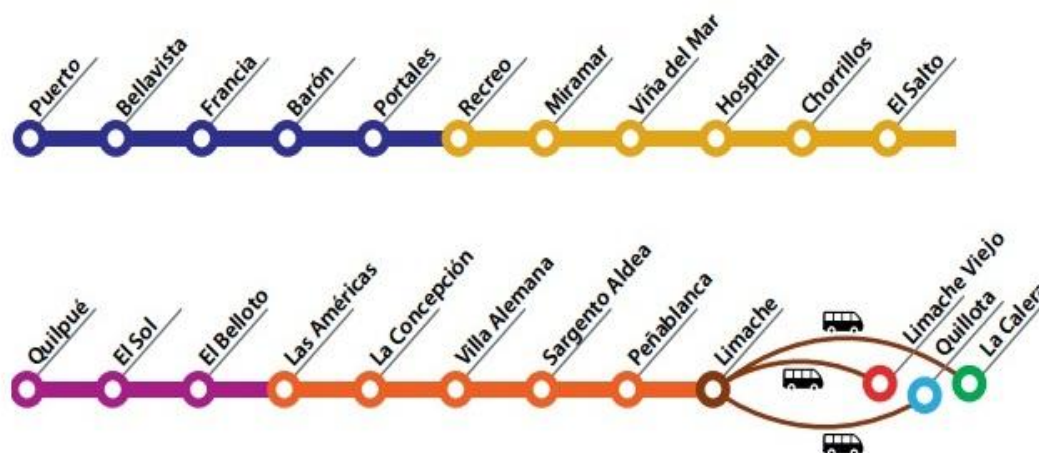 Puerto
Bellavista
Francia
Barón
Portales
Recreo
Miramar
Viña del Mar
Hospital
Chorrillos
El Salto
Quilpué
El Sol
El Belloto
Las Américas
La Concepción
Villa Alemana
Sargento Aldea
Peñablanca
Limache
Limache Viejo
Quillota
La Calera